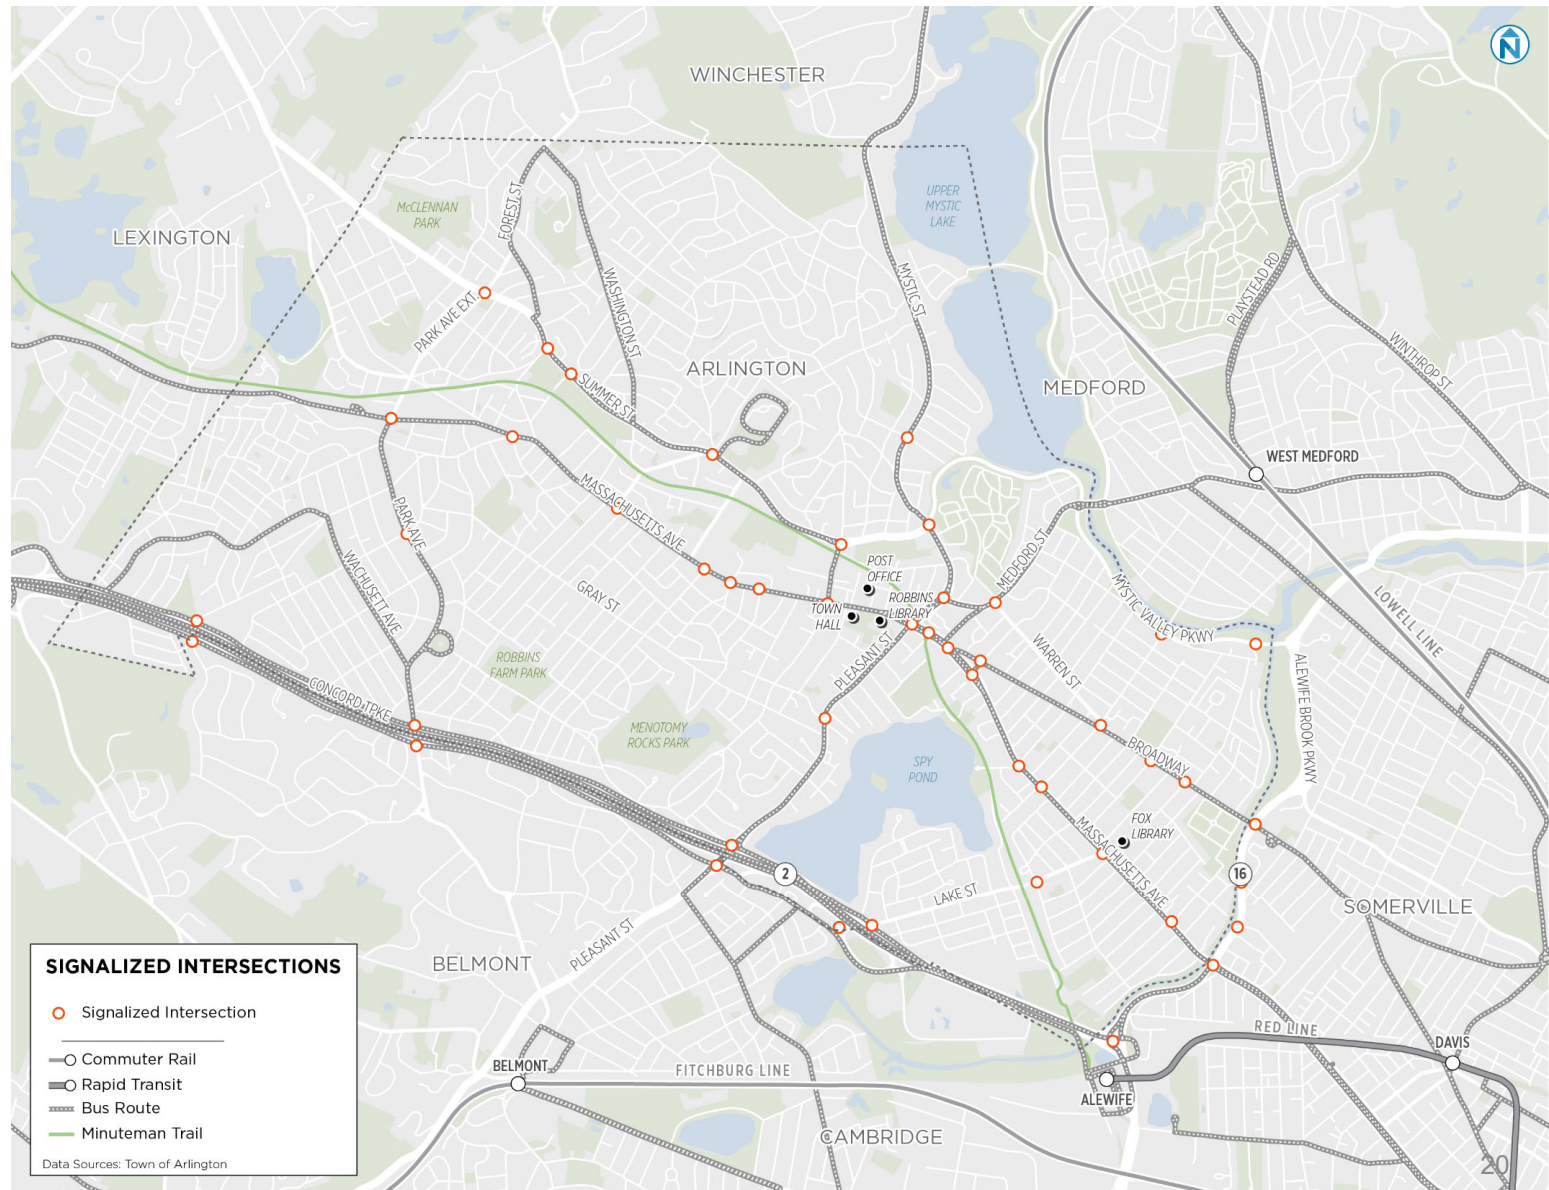 N
WINCHESTER
UPPER
MYSTIC
LAKE
McCLENNAN
PARK
FOREST ST
LEXINGTON
MYSTIC ST
PLAYSTEAD RD
WASHINGTON ST
PARK AVE EXT.
WINTHROP ST
ARLINGTON
MEDFORD
SUMMER ST
WEST MEDFORD
MASSACHUSETTS AVE
PARK AVE
MEDFORD ST
POST
OFFICE
WACHUSETT AVE
GRAY ST
TOWN
HALL
ROBBINS
LIBRARY
MYSTIC VALLEY PKWY
LOWELL LINE
WARREN ST
PLEASANT ST
ROBBINS
FARM PARK
CONCORD TPKE
ALEWIFE BROOK PKWY
MENOTOMY
ROCKS PARK
SPY
POND
BROADWAY
FOX
LIBRARY
MASSACHUSETTS AVE
2
16
LAKE ST
SOMERVILLE
PLEASANT ST
BELMONT
SIGNALIZED INTERSECTIONS
Signalized Intersection
Commuter Rail
Rapid Transit
Bus Route
Minuteman Trail
Data Sources: Town of Arlington
RED LINE
DAVIS
BELMONT
FITCHBURG LINE
ALEWIFE
CAMBRIDGE
20